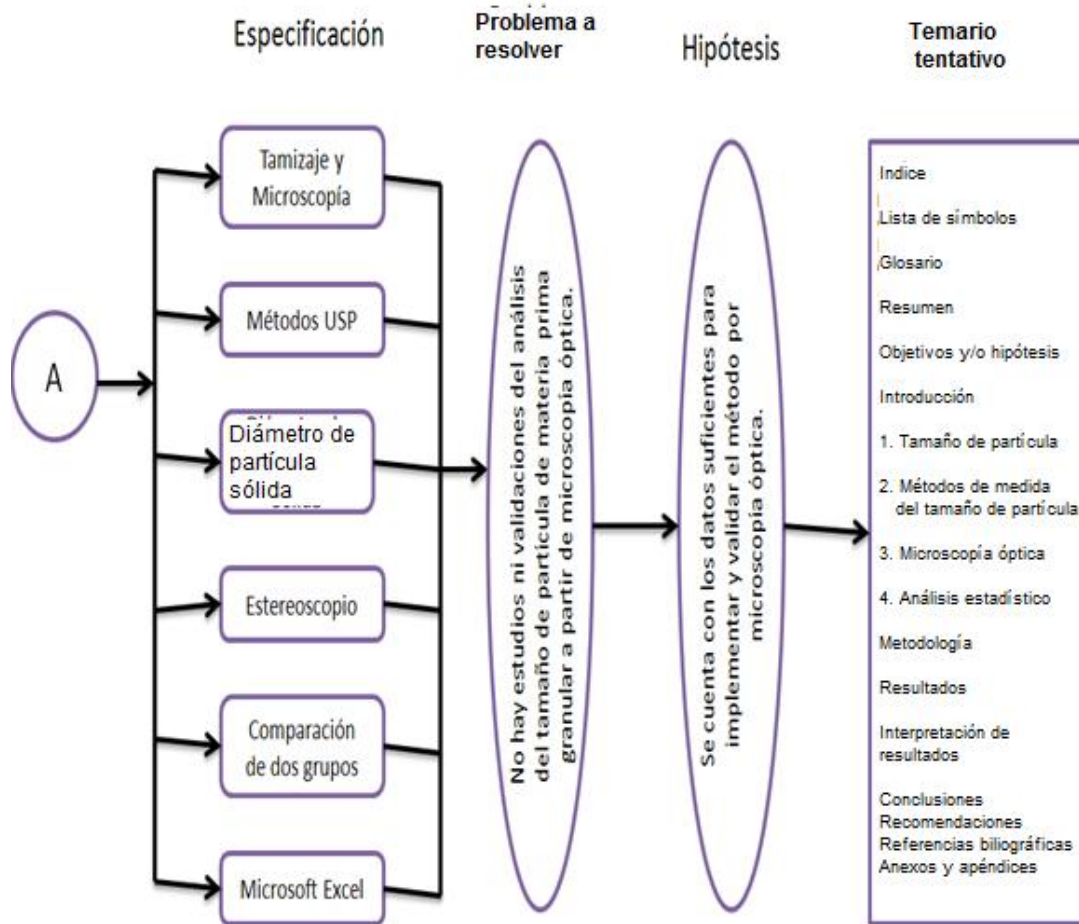 Especificación
Problema a
resolver
Hipótesis
Temario
tentativo
A
Tamizaje y
Microscopía
Métodos USP
Diámetro de
partícula
sólida
Estereoscopio
Comparación
de dos grupos
Microsoft Excel
No hay estudios ni validaciones del análisis
del tamaño de partícula de materia prima
granular a partir de microscopía óptica.
Se cuenta con los datos suficientes para
implementar y validar el método por
microscopía óptica.
Indice
Lista de símbolos
Glosario
Resumen
Objetivos y/o hipótesis
Introducción
1. Tamaño de partícula
2. Métodos de medida
del tamaño de partícula
3. Microscopía óptica
4. Análisis estadístico
Metodología
Resultados
Interpretación de
resultados
Conclusiones
Recomendaciones
Referencias biliográficas
Anexos y apéndices